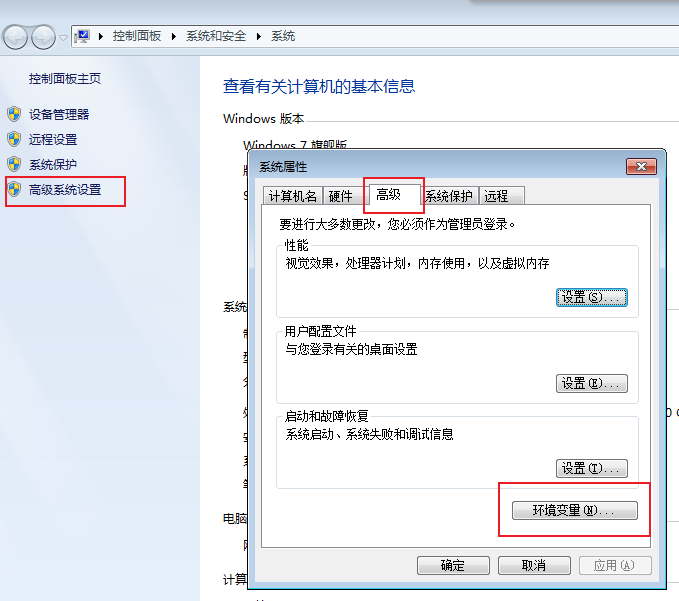 控制面板 系统和安全 系统
控制面板主页
设备管理器
远程设置
系统保护
高级系统设置
查看有关计算机的基本信息
Windows 版本
Windows 7 旗舰版
系统属性
计算机名 硬件 高级 系统保护 远程
要进行大多数更改，您必须作为管理员登录。
性能
视觉效果，处理器计划，内存使用，以及虚拟内存
设置(S)...
用户配置文件
与您登录有关的桌面设置
设置(E)...
启动和故障恢复
系统启动、系统失败和调试信息
设置(T)...
环境变量(N)...
确定 取消 应用(A)
系统
电脑
计算